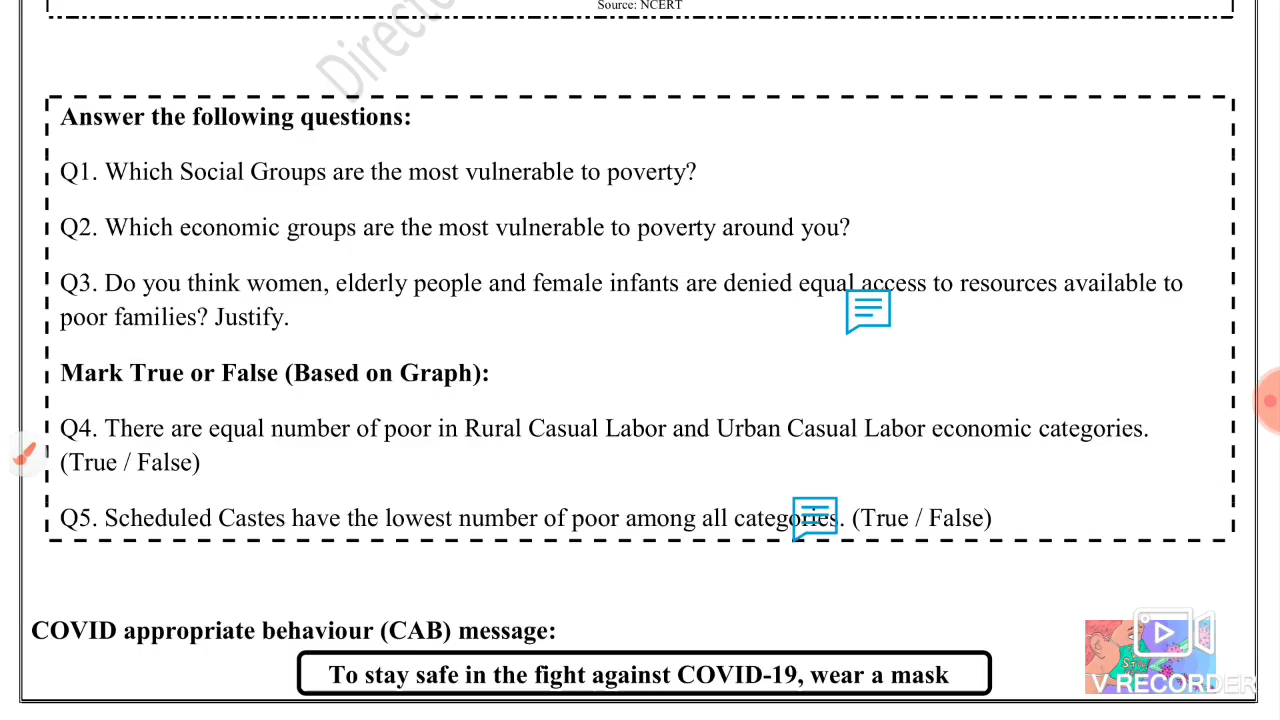 Source: NCERT
Direct
Answer the following questions:
Q1. Which Social Groups are the most vulnerable to poverty?
Q2. Which economic groups are the most vulnerable to poverty around you?
Q3. Do you think women, elderly people and female infants are denied equal access to resources available to
poor families? Justify.
Mark True or False (Based on Graph):
Q4. There are equal number of poor in Rural Casual Labor and Urban Casual Labor economic categories.
(True / False)
Q5. Scheduled Castes have the lowest number of poor among all categories. (True / False)
COVID appropriate behaviour (CAB) message:
To stay safe in the fight against COVID-19, wear a mask
V RECORDER